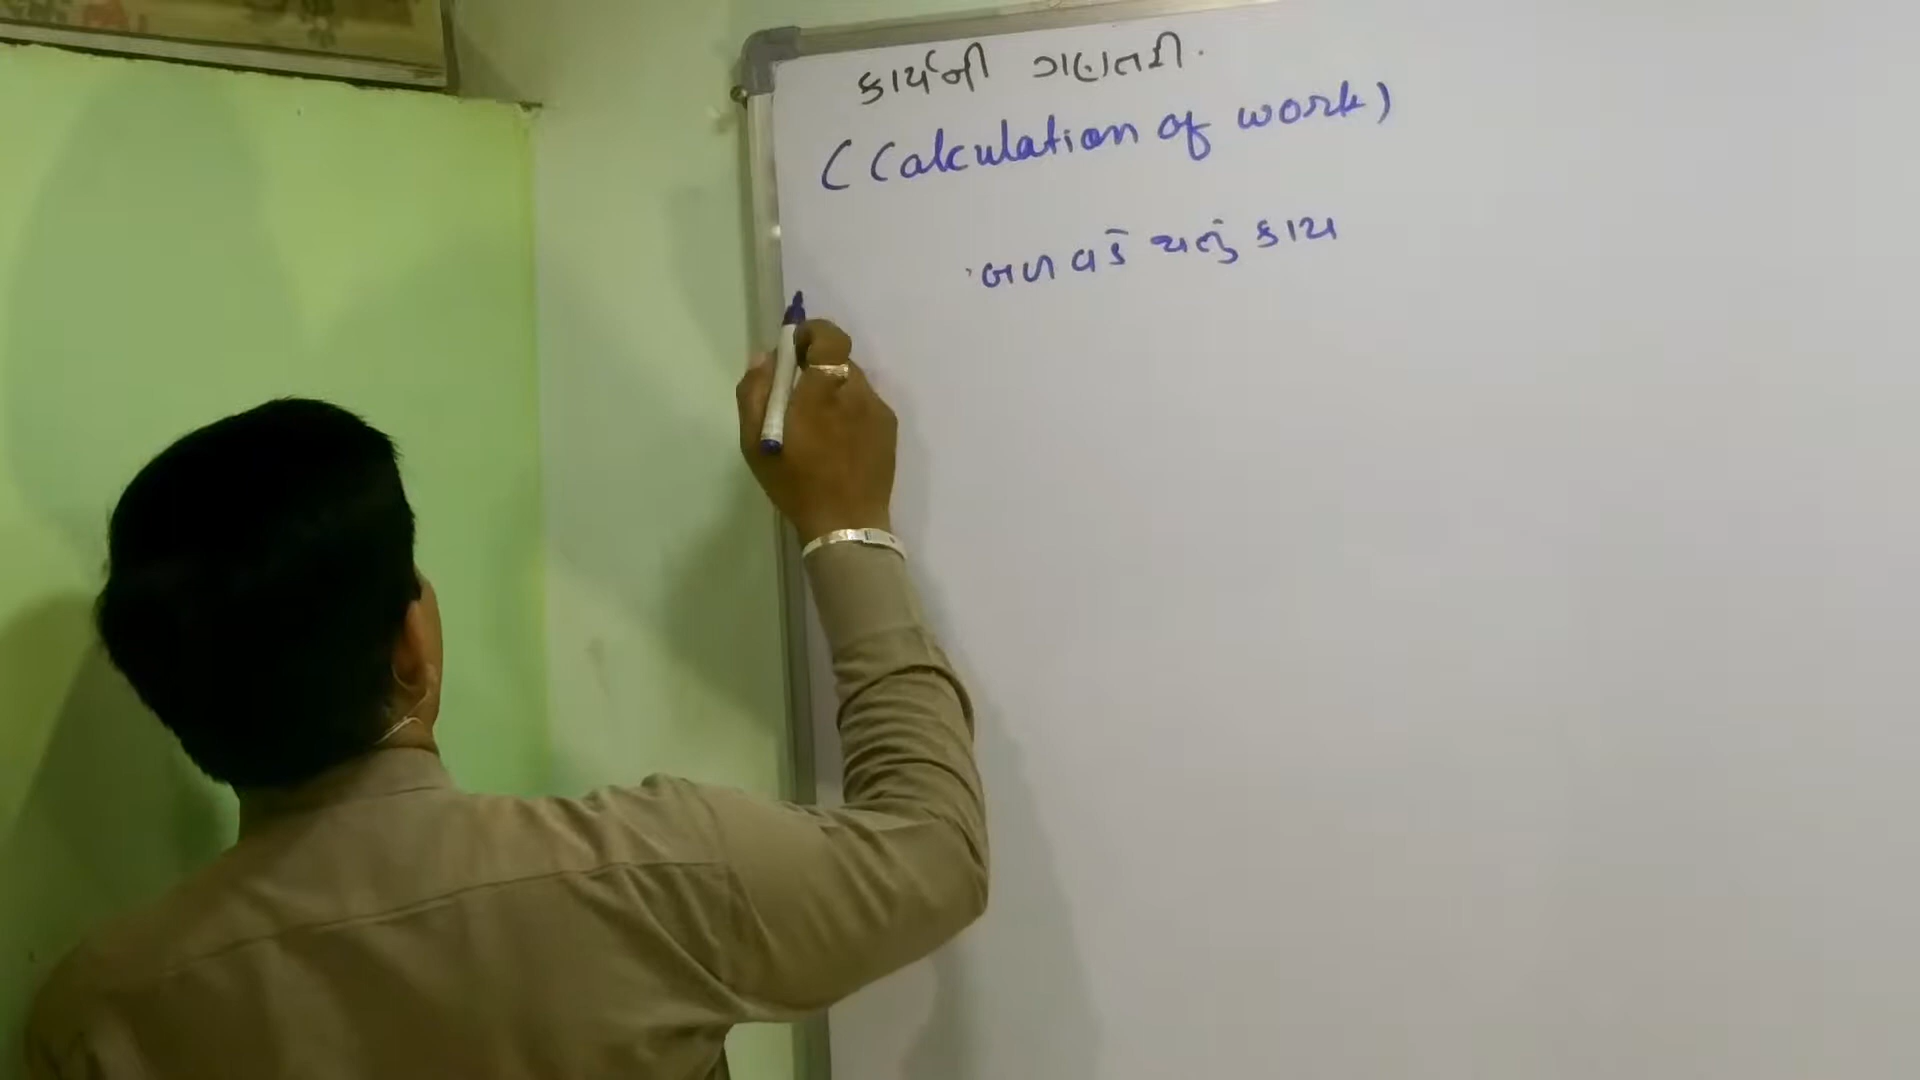 કાર્યની ગણતરી.
(Calculation of work)
બળ વડે થતું કાય